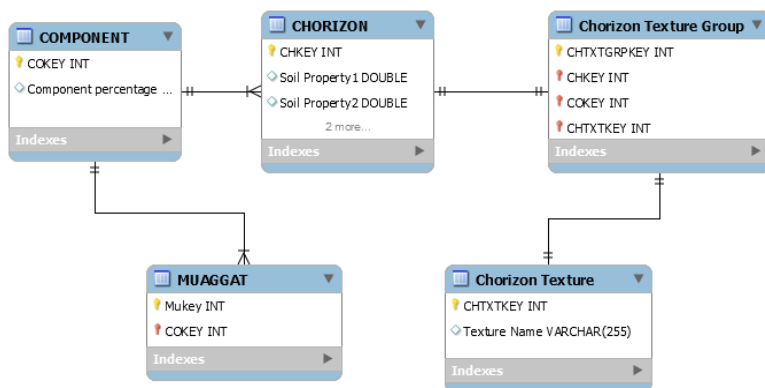 COMPONENT
COKEY INT
Component percentage ...
Indexes
CHORIZON
CHKEY INT
Soil Property1 DOUBLE
Soil Property2 DOUBLE
2 more...
Indexes
Chorizon Texture Group
CHTXTGRPKEY INT
CHKEY INT
COKEY INT
CHTXTKEY INT
Indexes
MUAGGAT
Mukey INT
COKEY INT
Indexes
Chorizon Texture
CHTXTKEY INT
Texture Name VARCHAR(255)
Indexes